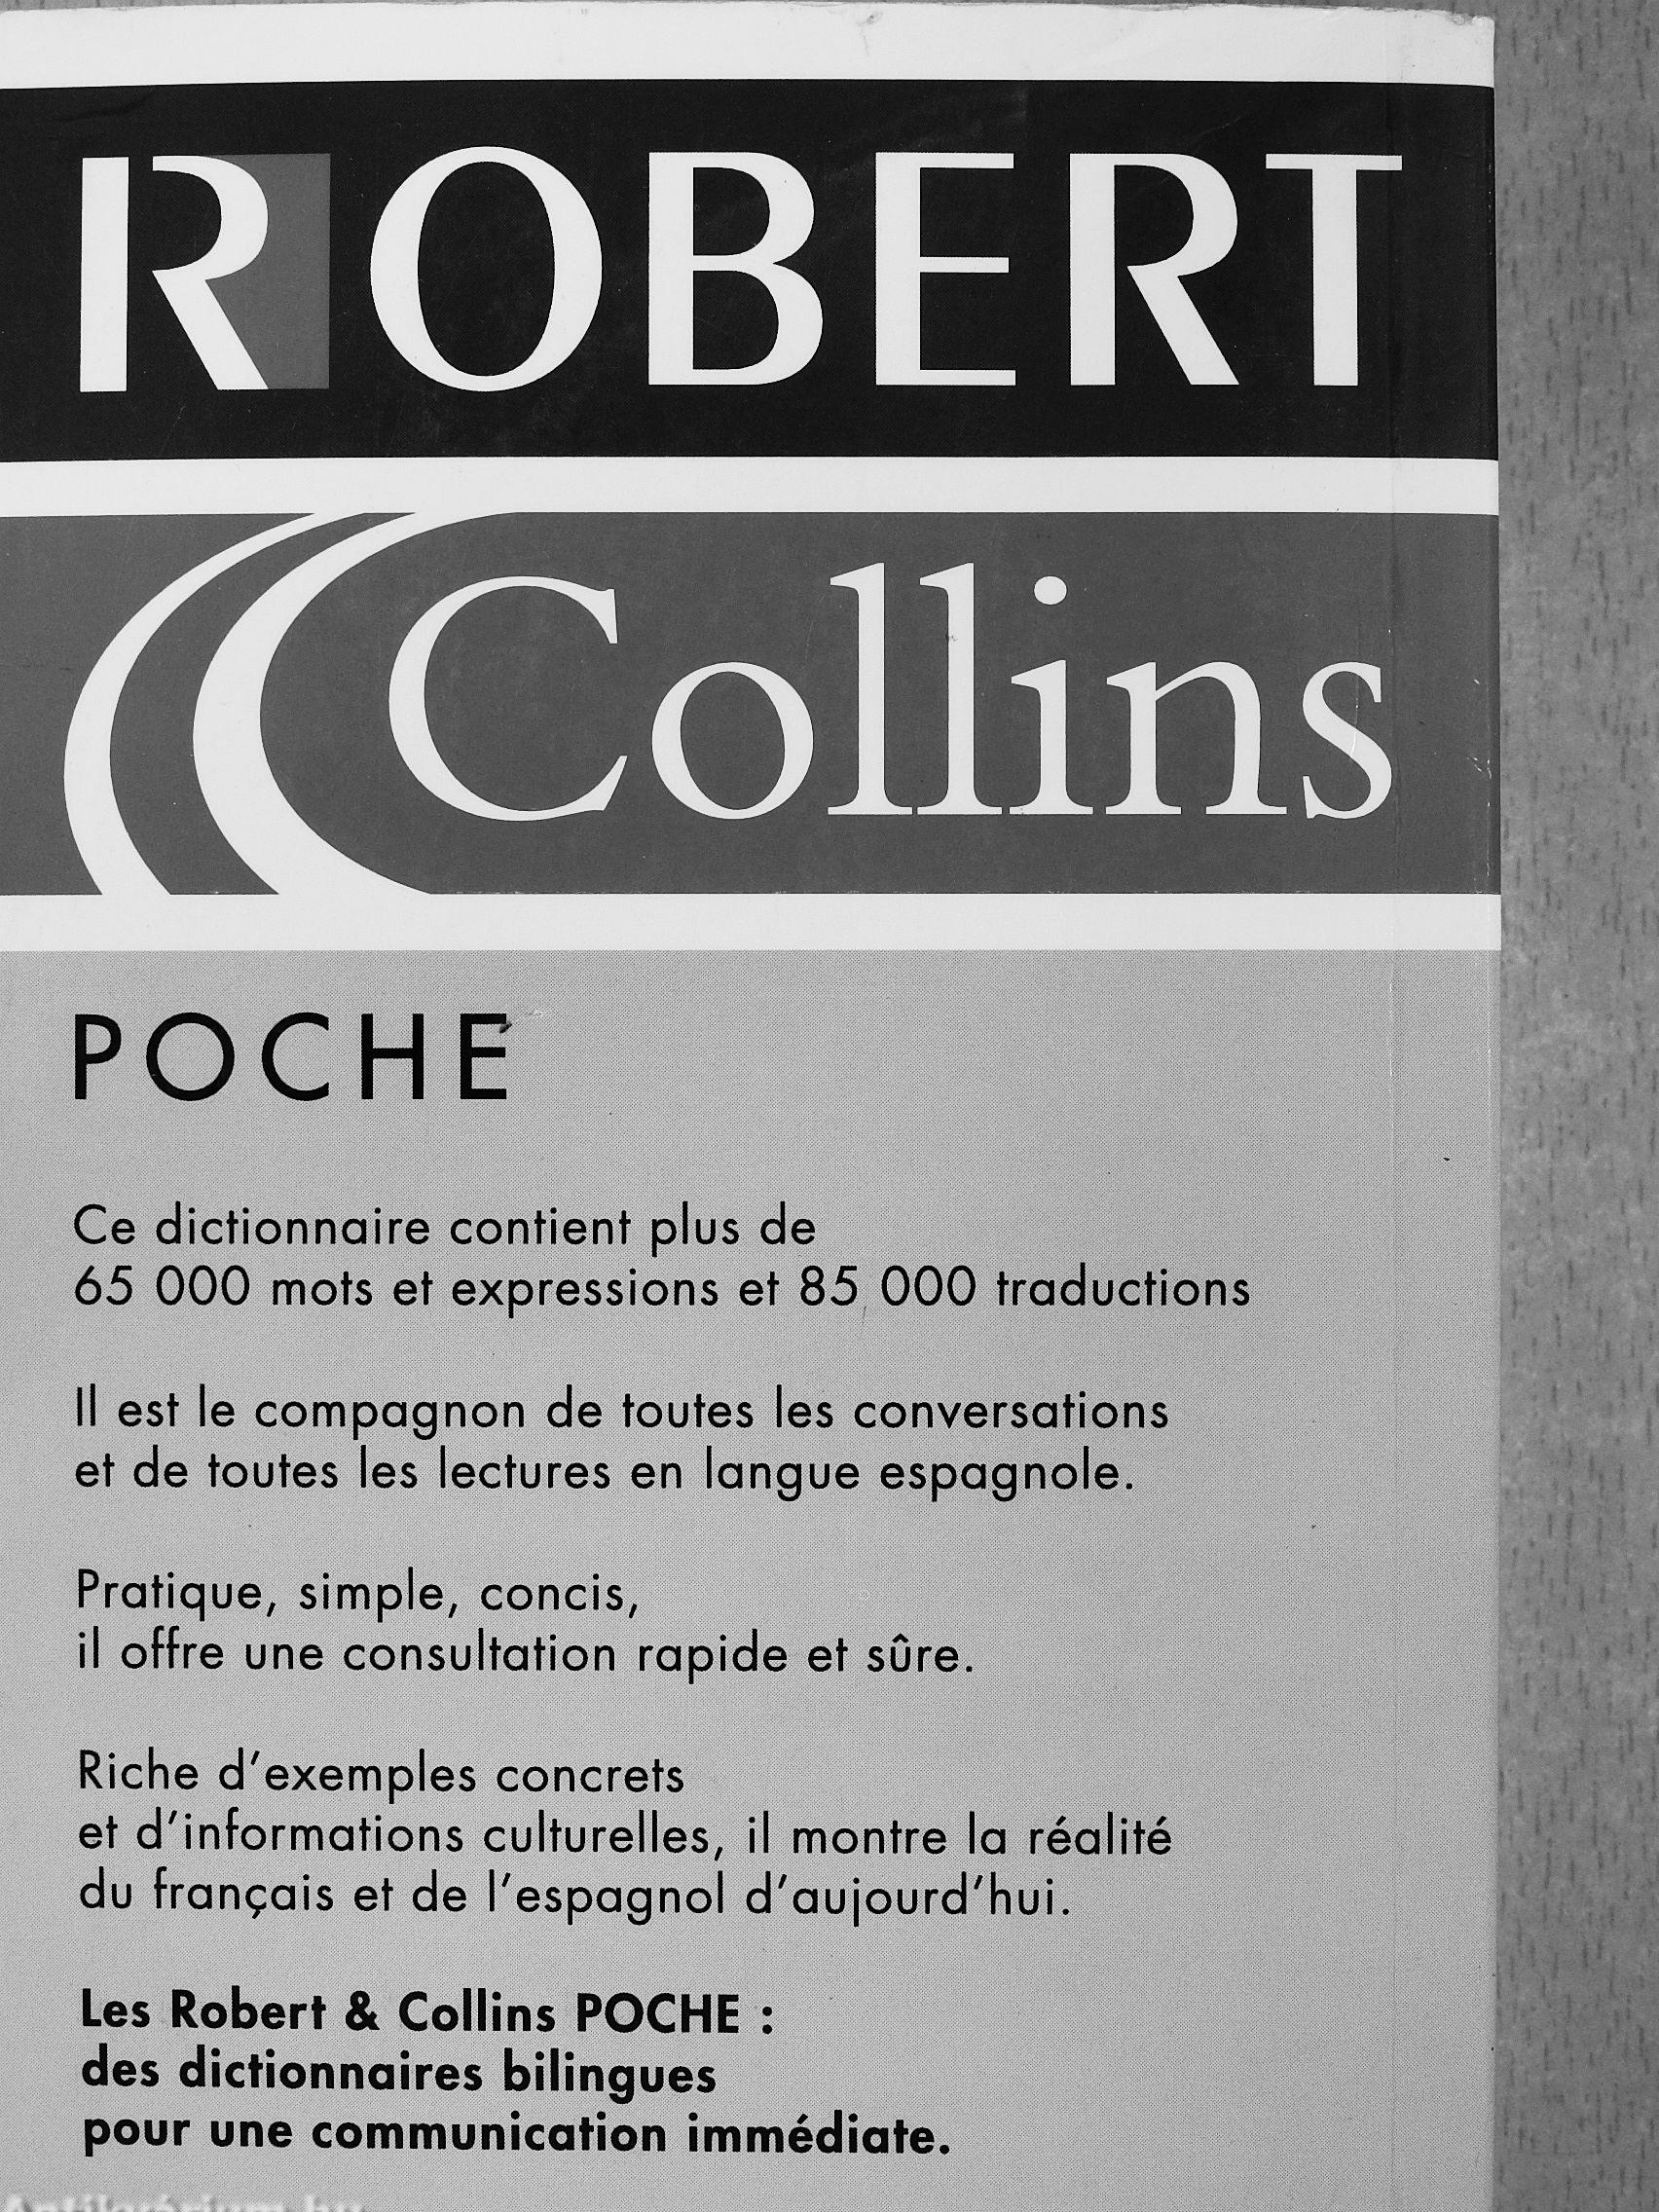 ROBERT
Collins
POCHE
Ce dictionnaire contient plus de
65 000 mots et expressions et 85 000 traductions
Il est le compagnon de toutes les conversations
et de toutes les lectures en langue espagnole.
Pratique, simple, concis,
il offre une consultation rapide et sûre.
Riche d'exemples concrets
et d'informations culturelles, il montre la réalité
du français et de l'espagnol d'aujourd'hui.
Les Robert & Collins POCHE :
des dictionnaires bilingues
pour une communication immédiate.